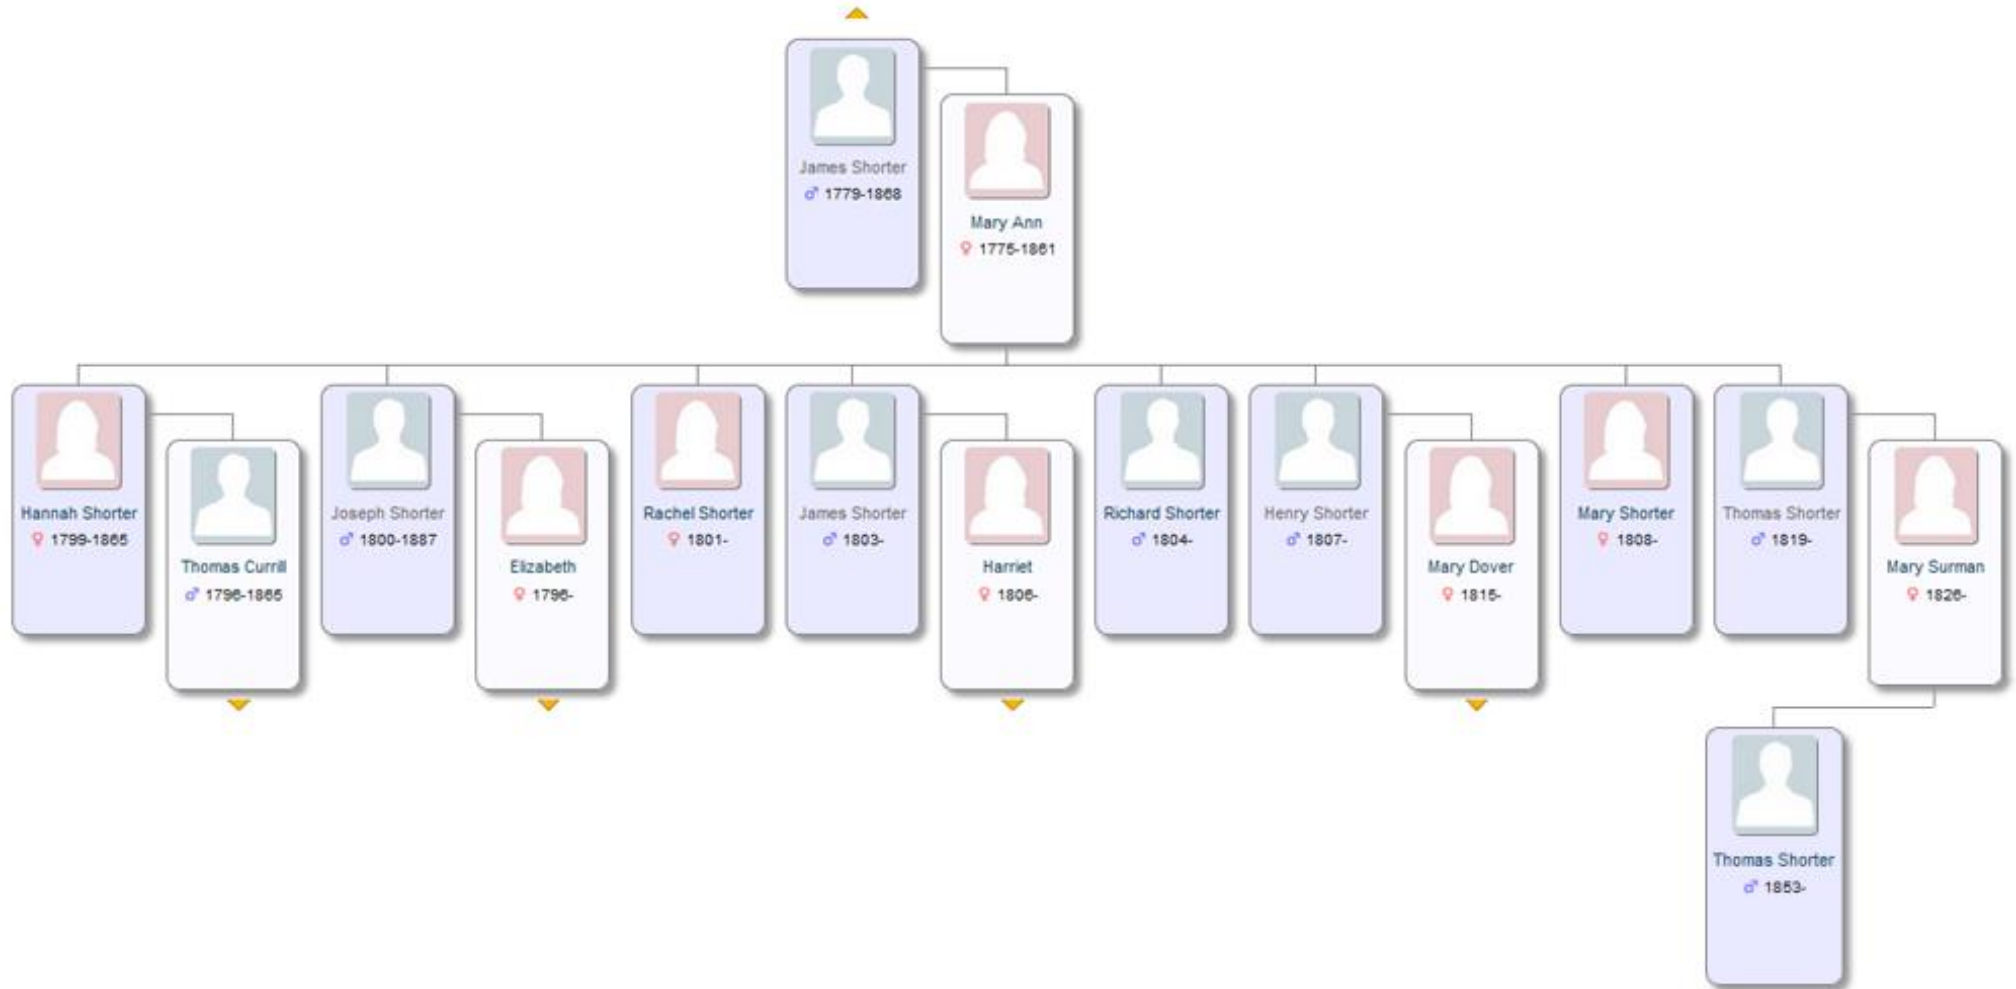 James Shorter
♂ 1779-1868
Mary Ann
♀ 1775-1861
Hannah Shorter
♀ 1799-1865
Thomas Currill
♂ 1796-1865
Joseph Shorter
♂ 1800-1887
Elizabeth
♀ 1796-
Rachel Shorter
♀ 1801-
James Shorter
♂ 1803-
Harriet
♀ 1806-
Richard Shorter
♂ 1804-
Henry Shorter
♂ 1807-
Mary Dover
♀ 1815-
Mary Shorter
♀ 1808-
Thomas Shorter
♂ 1819-
Mary Surman
♀ 1826-
Thomas Shorter
♂ 1853-